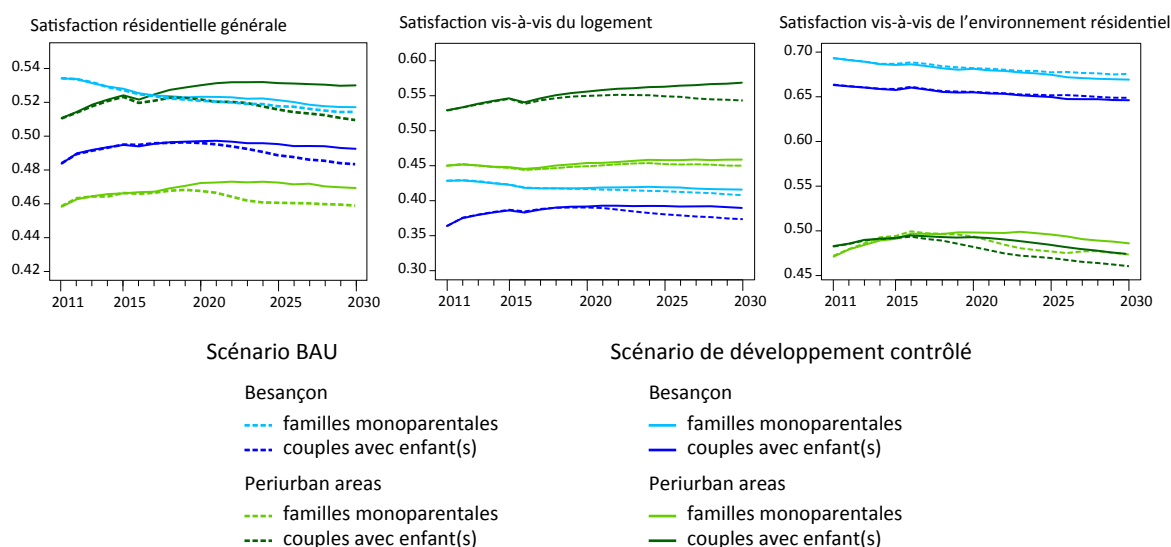 Satisfaction résidentielle générale
0.54
0.52
0.50
0.48
0.46
0.44
0.42
2011 2015 2020 2025 2030
Satisfaction vis-à-vis du logement
0.60
0.55
0.50
0.45
0.40
0.35
0.30
2011 2015 2020 2025 2030
Satisfaction vis-à-vis de l'environnement résidentiel
0.70
0.65
0.60
0.55
0.50
0.45
2011 2015 2020 2025 2030
Scénario BAU
Besançon
familles monoparentales
couples avec enfant(s)
Periurban areas
familles monoparentales
couples avec enfant(s)
Scénario de développement contrôlé
Besançon
familles monoparentales
couples avec enfant(s)
Periurban areas
familles monoparentales
couples avec enfant(s)